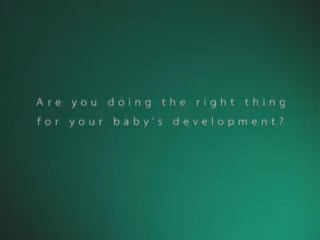 Are you doing the right thing
for your baby's development?